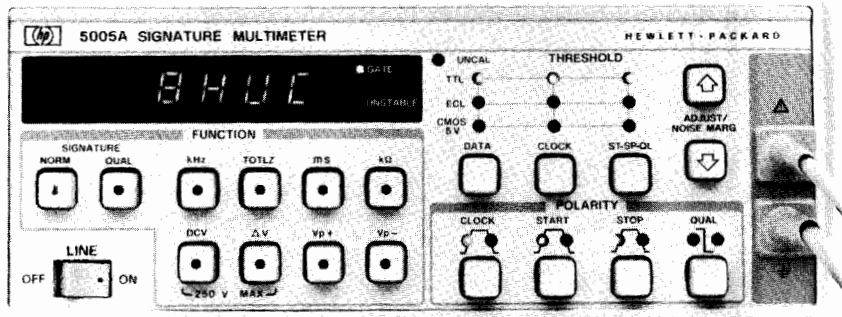 hp 5005A SIGNATURE MULTIMETER
HEWLETT-PACKARD
8HUC
GATE
UNSTABLE
UNCAL
THRESHOLD
TTL
ECL
CMOS
5 V
DATA
CLOCK
ST-SP-QL
ADJUST/
NOISE MARG
FUNCTION
SIGNATURE
NORM
QUAL
kHz
TOTLZ
mS
kΩ
DCV
ΔV
Vp+
Vp−
250 V MAX
LINE
OFF
ON
POLARITY
CLOCK
START
STOP
QUAL